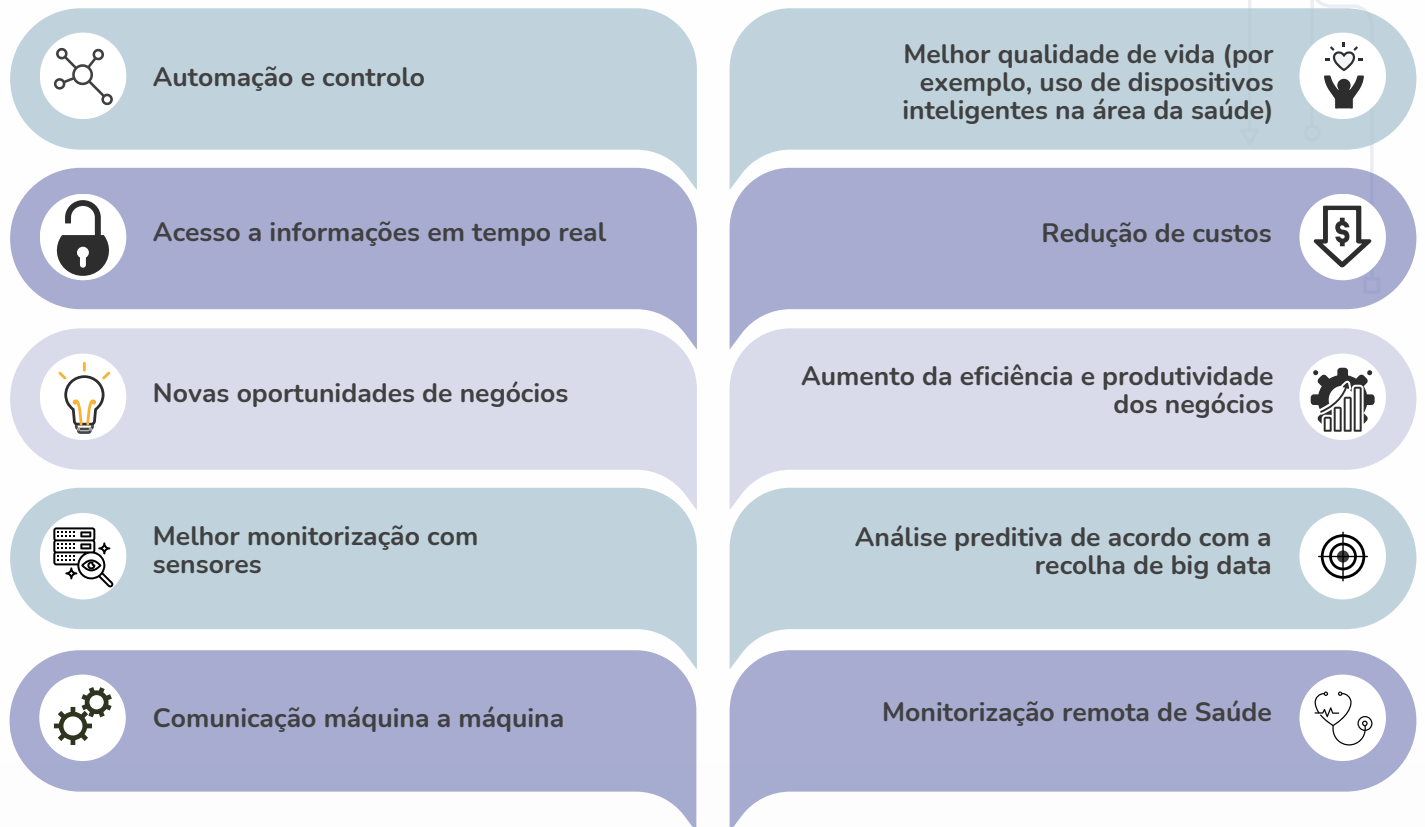 Automação e controlo
Melhor qualidade de vida (por
exemplo, uso de dispositivos
inteligentes na área da saúde)
Acesso a informações em tempo real
Redução de custos
$
Novas oportunidades de negócios
Aumento da eficiência e produtividade
dos negócios
Melhor monitorização com
sensores
Análise preditiva de acordo com a
recolha de big data
Comunicação máquina a máquina
Monitorização remota de Saúde